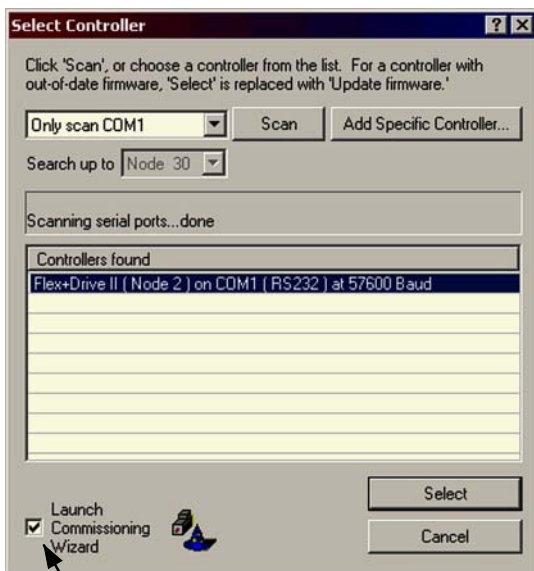 Select Controller
Click 'Scan', or choose a controller from the list. For a controller with
out-of-date firmware, 'Select' is replaced with 'Update firmware.'
Only scan COM1
Scan
Add Specific Controller...
Search up to Node 30
Scanning serial ports...done
Controllers found
Flex+Drive II ( Node 2 ) on COM1 ( RS232 ) at 57600 Baud
Select
Launch
Commissioning
Wizard
Cancel